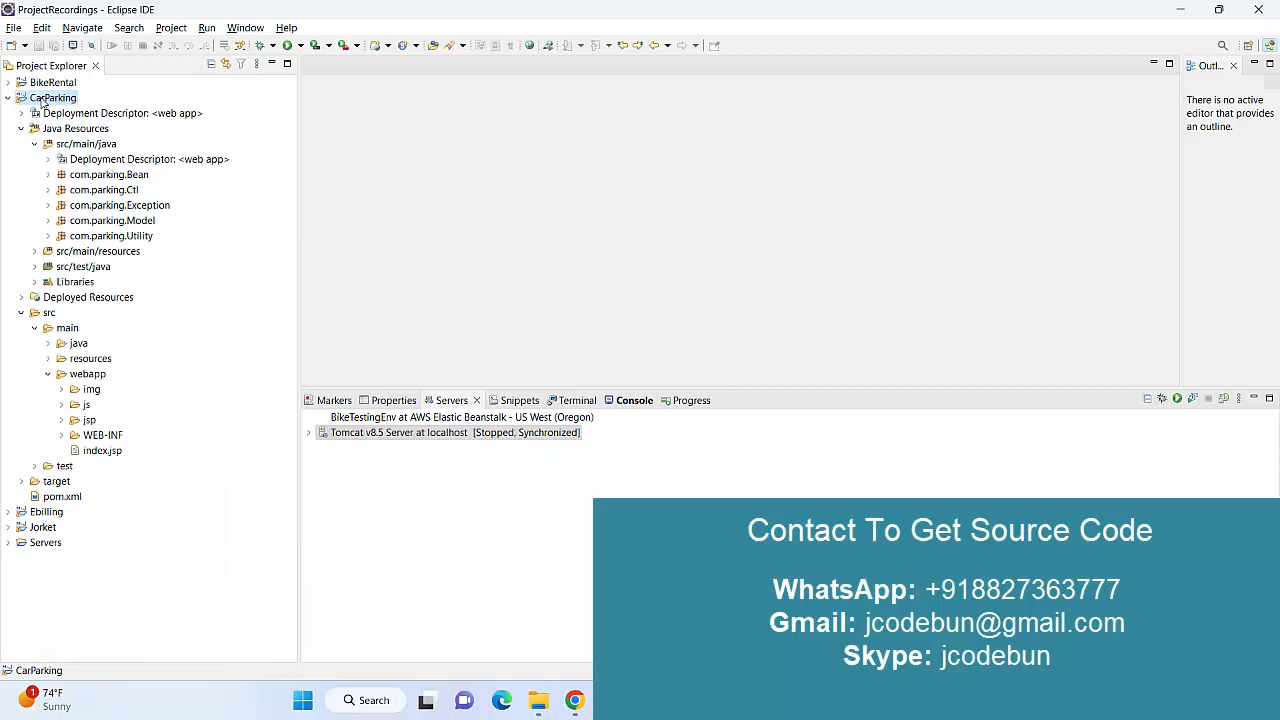 ProjectRecordings - Eclipse IDE
File Edit Navigate Search Project Run Window Help
Project Explorer
BikeRental
CarParking
Deployment Descriptor: <web app>
Java Resources
src/main/java
Deployment Descriptor: <web app>
com.parking.Bean
com.parking.Ctl
com.parking.Exception
com.parking.Model
com.parking.Utility
src/main/resources
src/test/java
Libraries
Deployed Resources
src
main
java
resources
webapp
img
js
jsp
WEB-INF
index.jsp
test
target
pom.xml
Ebilling
Jorket
Servers
Outl...
There is no active
editor that provides
an outline.
Markers Properties Servers Snippets Terminal Console Progress
BikeTestingEnv at AWS Elastic Beanstalk - US West (Oregon)
Tomcat v8.5 Server at localhost [Stopped, Synchronized]
Contact To Get Source Code
WhatsApp: +918827363777
Gmail: jcodebun@gmail.com
Skype: jcodebun
CarParking
1
74°F
Sunny
Search